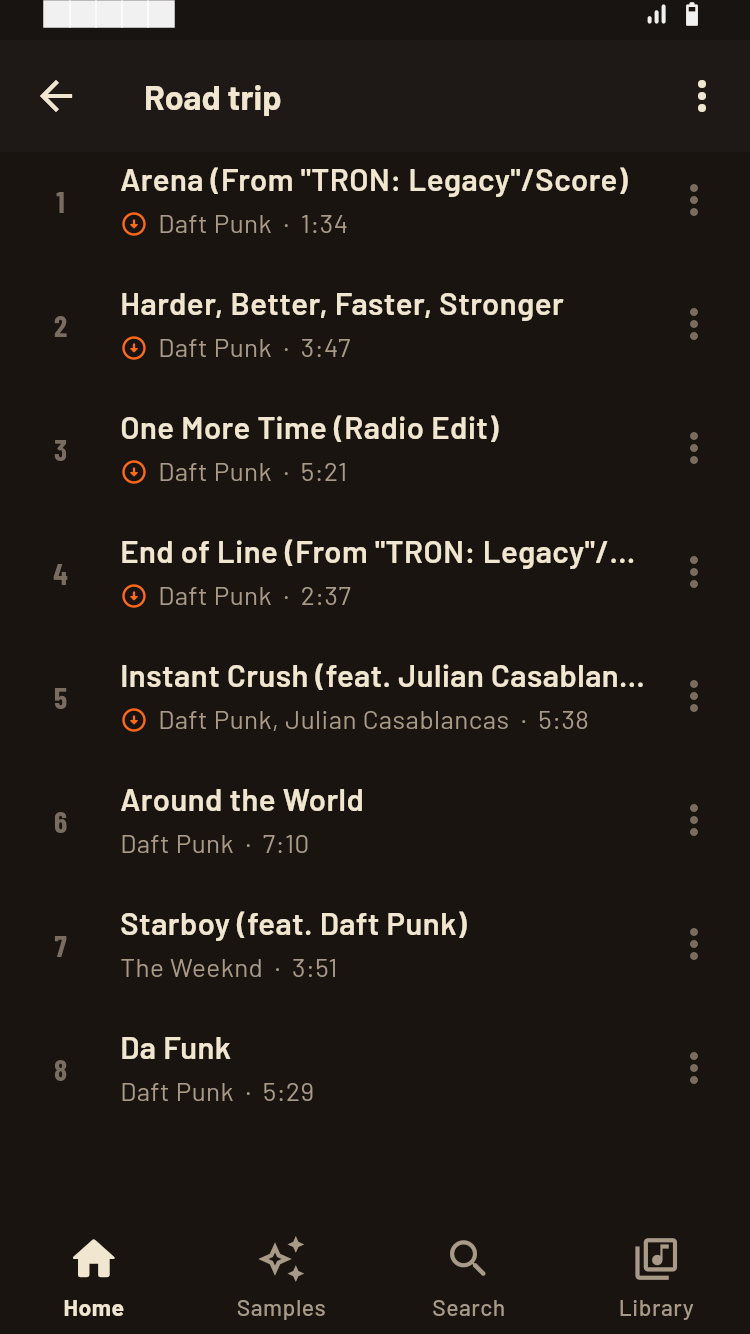 Road trip
1
Arena (From "TRON: Legacy"/Score)
Daft Punk · 1:34
2
Harder, Better, Faster, Stronger
Daft Punk · 3:47
3
One More Time (Radio Edit)
Daft Punk · 5:21
4
End of Line (From "TRON: Legacy"/...
Daft Punk · 2:37
5
Instant Crush (feat. Julian Casablan...
Daft Punk, Julian Casablancas · 5:38
6
Around the World
Daft Punk · 7:10
7
Starboy (feat. Daft Punk)
The Weeknd · 3:51
8
Da Funk
Daft Punk · 5:29
Home
Samples
Search
Library